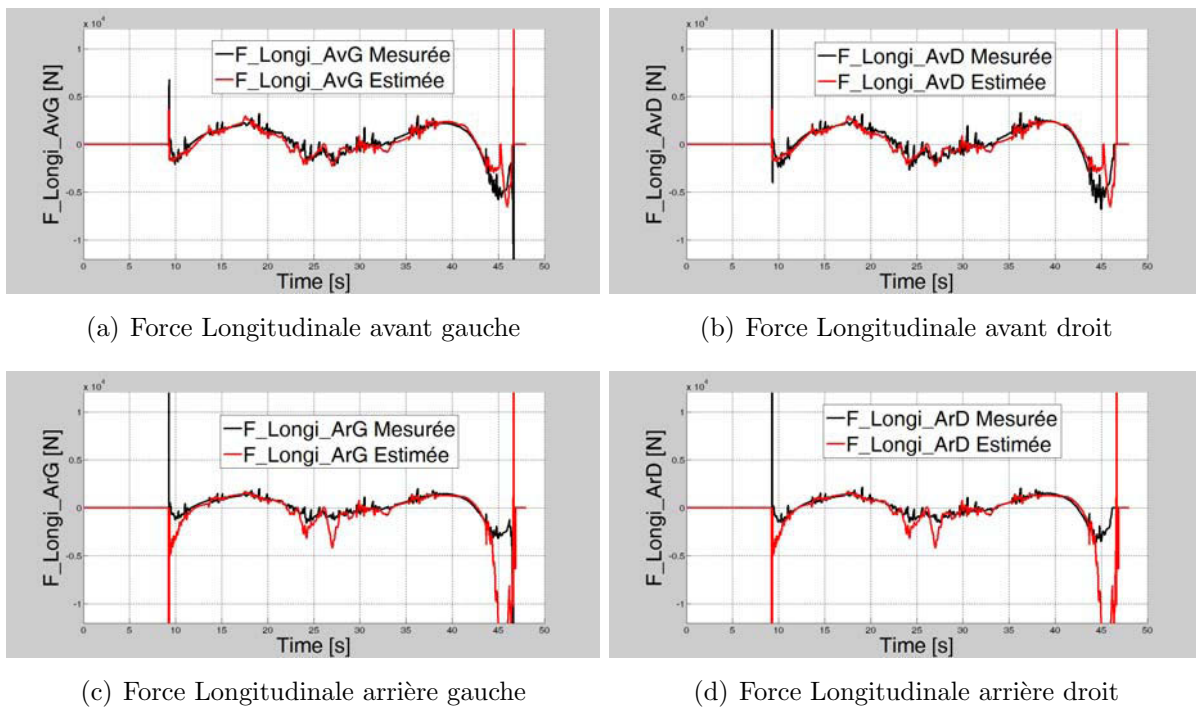 x 10⁴
F_Longi_AvG Mesurée
F_Longi_AvG Estimée
F_Longi_AvG [N]
1
0.5
0
-0.5
-1
0 5 10 15 20 25 30 35 40 45 50
Time [s]
(a) Force Longitudinale avant gauche
x 10⁴
F_Longi_AvD Mesurée
F_Longi_AvD Estimée
F_Longi_AvD [N]
1
0.5
0
-0.5
-1
0 5 10 15 20 25 30 35 40 45 50
Time [s]
(b) Force Longitudinale avant droit
x 10⁴
F_Longi_ArG Mesurée
F_Longi_ArG Estimée
F_Longi_ArG [N]
1
0.5
0
-0.5
-1
0 5 10 15 20 25 30 35 40 45 50
Time [s]
(c) Force Longitudinale arrière gauche
x 10⁴
F_Longi_ArD Mesurée
F_Longi_ArD Estimée
F_Longi_ArD [N]
1
0.5
0
-0.5
-1
0 5 10 15 20 25 30 35 40 45 50
Time [s]
(d) Force Longitudinale arrière droit